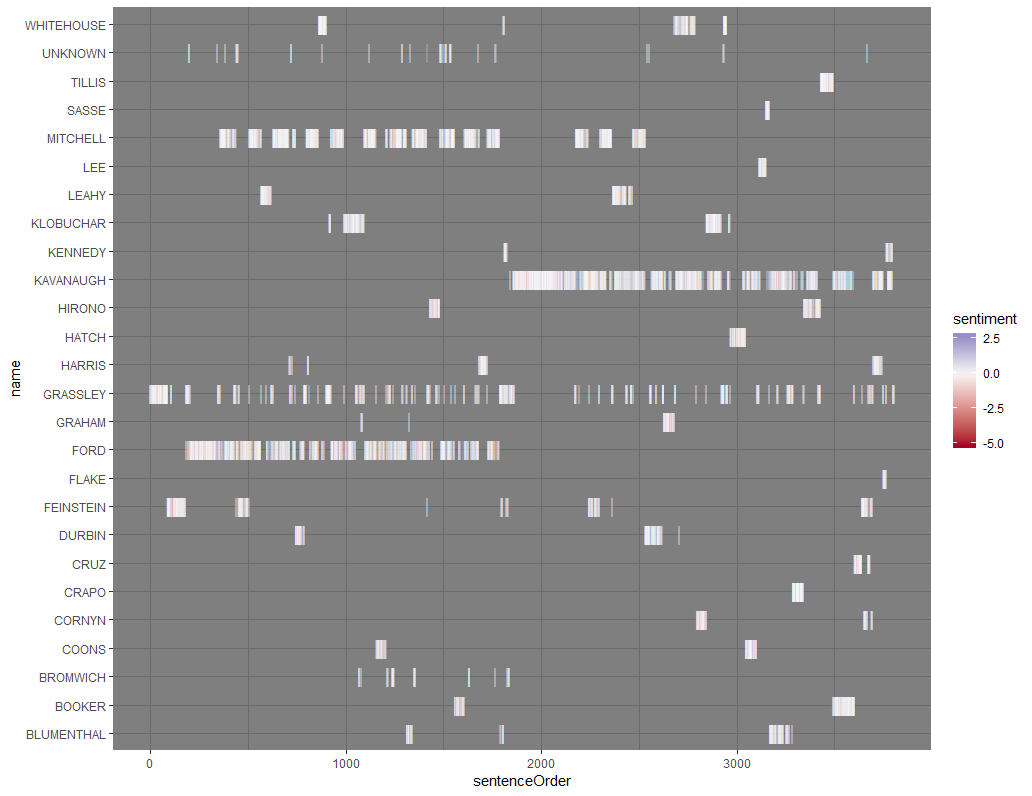 WHITEHOUSE
UNKNOWN
TILLIS
SASSE
MITCHELL
LEE
LEAHY
KLOBUCHAR
KENNEDY
KAVANAUGH
HIRONO
HATCH
HARRIS
GRASSLEY
GRAHAM
FORD
FLAKE
FEINSTEIN
DURBIN
CRUZ
CRAPO
CORNYN
COONS
BROMWICH
BOOKER
BLUMENTHAL
name
0 1000 2000 3000
sentenceOrder
sentiment
2.5
0.0
-2.5
-5.0